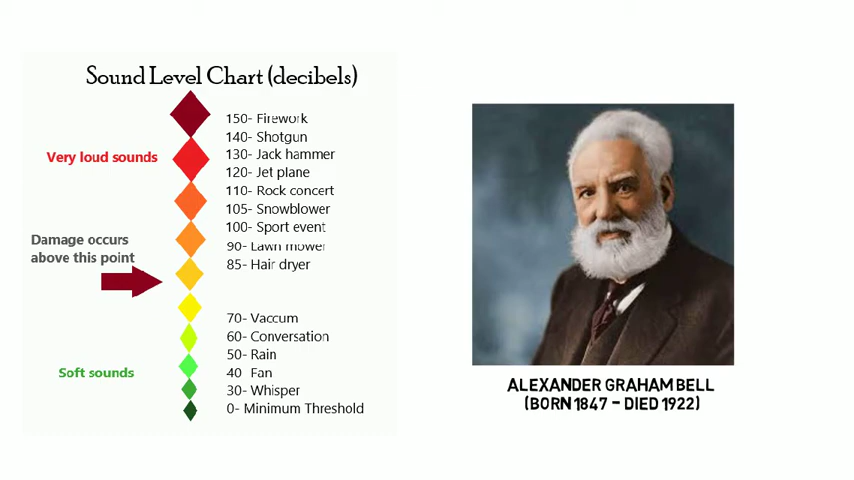 Sound Level Chart (decibels)
150- Firework
140- Shotgun
Very loud sounds
130- Jack hammer
120- Jet plane
110- Rock concert
105- Snowblower
100- Sport event
Damage occurs
above this point
90- Lawn mower
85- Hair dryer
70- Vaccum
60- Conversation
50- Rain
Soft sounds
40 Fan
30- Whisper
0- Minimum Threshold
ALEXANDER GRAHAM BELL
(BORN 1847 – DIED 1922)